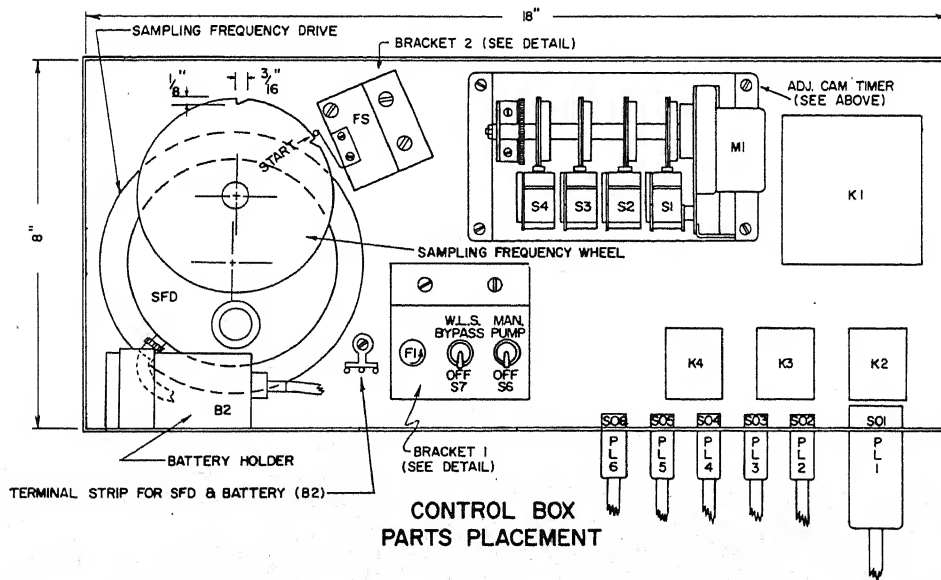 18"
SAMPLING FREQUENCY DRIVE
BRACKET 2 (SEE DETAIL)
1/8"
3/16"
ADJ. CAM TIMER
(SEE ABOVE)
FS
START
M1
K1
8"
S4
S3
S2
S1
SAMPLING FREQUENCY WHEEL
SFD
W.L.S.
BYPASS
MAN.
PUMP
F1
OFF
S7
OFF
S6
K4
K3
K2
B2
SO6
SO5
SO4
SO3
SO2
SO1
PL6
PL5
PL4
PL3
PL2
PL1
BRACKET 1
(SEE DETAIL)
BATTERY HOLDER
TERMINAL STRIP FOR SFD & BATTERY (B2)
CONTROL BOX
PARTS PLACEMENT